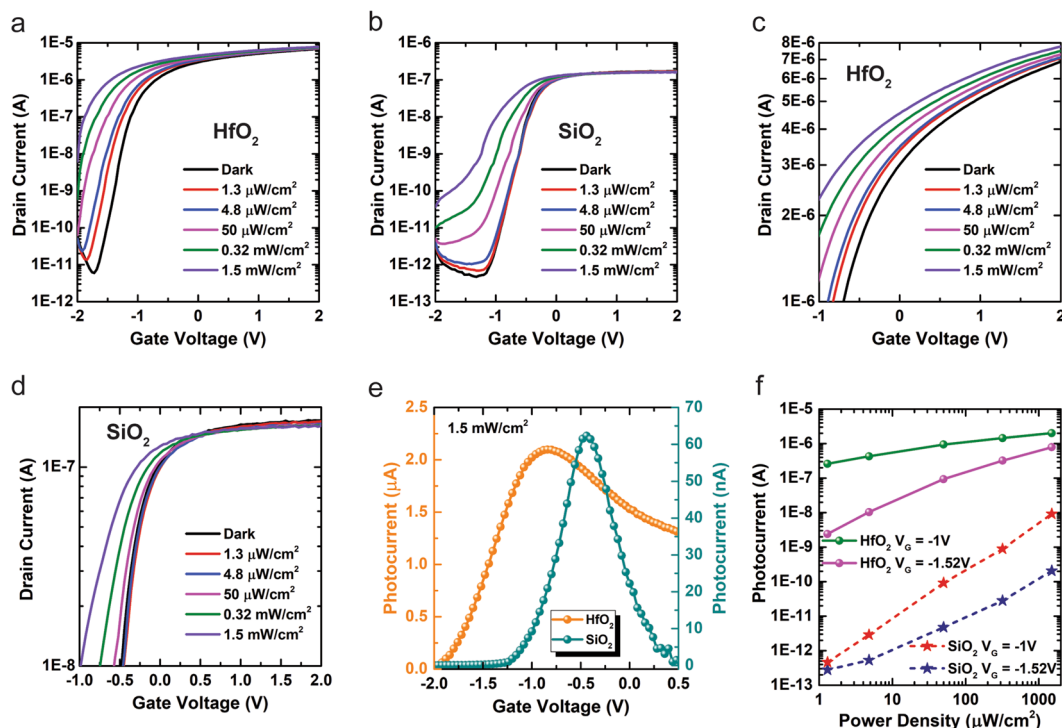 a
1E-5
1E-6
1E-7
1E-8
1E-9
1E-10
1E-11
1E-12
Drain Current (A)
HfO2
Dark
1.3 μW/cm2
4.8 μW/cm2
50 μW/cm2
0.32 mW/cm2
1.5 mW/cm2
-2 -1 0 1 2
Gate Voltage (V)
b
1E-5
1E-6
1E-7
1E-8
1E-9
1E-10
1E-11
1E-12
1E-13
Drain Current (A)
SiO2
Dark
1.3 μW/cm2
4.8 μW/cm2
50 μW/cm2
0.32 mW/cm2
1.5 mW/cm2
-2 -1 0 1 2
Gate Voltage (V)
c
8E-6
7E-6
6E-6
5E-6
4E-6
3E-6
2E-6
1E-6
Drain Current (A)
HfO2
Dark
1.3 μW/cm2
4.8 μW/cm2
50 μW/cm2
0.32 mW/cm2
1.5 mW/cm2
-1 0 1 2
Gate Voltage (V)
d
1E-7
1E-8
Drain Current (A)
SiO2
Dark
1.3 μW/cm2
4.8 μW/cm2
50 μW/cm2
0.32 mW/cm2
1.5 mW/cm2
-1.0 -0.5 0.0 0.5 1.0 1.5 2.0
Gate Voltage (V)
e
2.5
2.0
1.5
1.0
0.5
0.0
Photocurrent (μA)
1.5 mW/cm2
HfO2
SiO2
70
60
50
40
30
20
10
0
Photocurrent (nA)
-2.0 -1.5 -1.0 -0.5 0.0 0.5
Gate Voltage (V)
f
1E-5
1E-6
1E-7
1E-8
1E-9
1E-10
1E-11
1E-12
1E-13
Photocurrent (A)
HfO2 VG = -1V
HfO2 VG = -1.52V
SiO2 VG = -1V
SiO2 VG = -1.52V
1 10 100 1000
Power Density (μW/cm2)